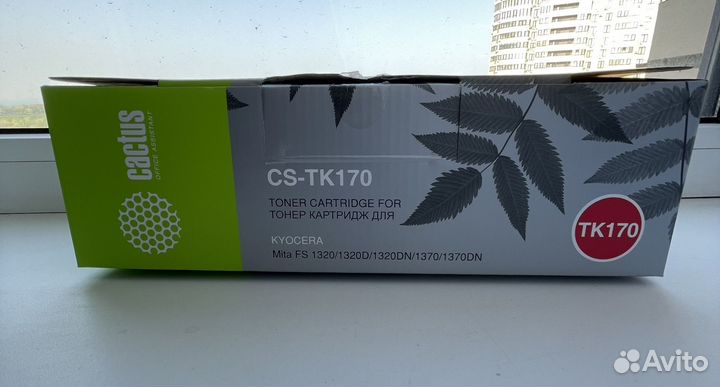 cactus
OFFICE ASSISTANT
CS-TK170
TONER CARTRIDGE FOR
ТОНЕР КАРТРИДЖ ДЛЯ
KYOCERA
Mita FS 1320/1320D/1320DN/1370/1370DN
TK170
Avito